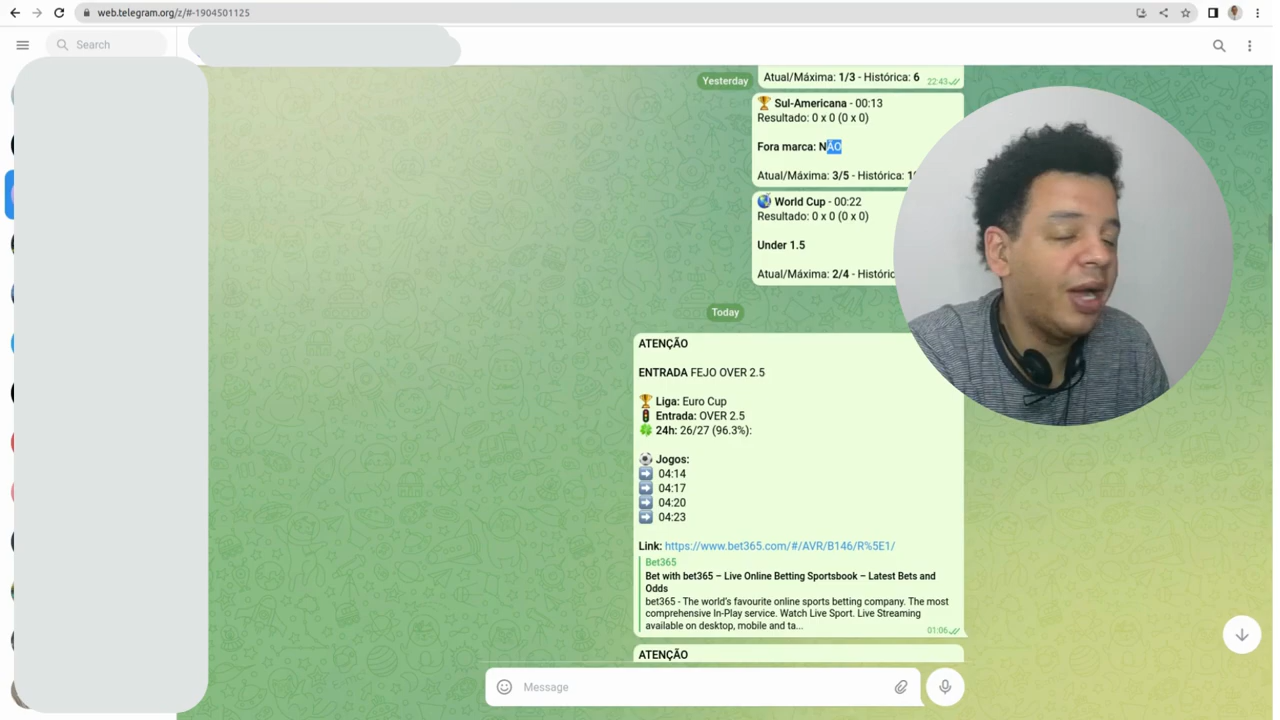 web.telegram.org/z/#-1904501125
Search
Yesterday
Atual/Máxima: 1/3 - Histórica: 6
22:43
Sul-Americana - 00:13
Resultado: 0 x 0 (0 x 0)
Fora marca: NÃO
Atual/Máxima: 3/5 - Histórica:
World Cup - 00:22
Resultado: 0 x 0 (0 x 0)
Under 1.5
Atual/Máxima: 2/4 - Históric
Today
ATENÇÃO
ENTRADA FEJO OVER 2.5
Liga: Euro Cup
Entrada: OVER 2.5
24h: 26/27 (96.3%):
Jogos:
04:14
04:17
04:20
04:23
Link: https://www.bet365.com/#/AVR/B146/R%5E1/
Bet365
Bet with bet365 – Live Online Betting Sportsbook – Latest Bets and
Odds
bet365 - The world's favourite online sports betting company. The most
comprehensive In-Play service. Watch Live Sport. Live Streaming
available on desktop, mobile and ta...
01:06
ATENÇÃO
Message